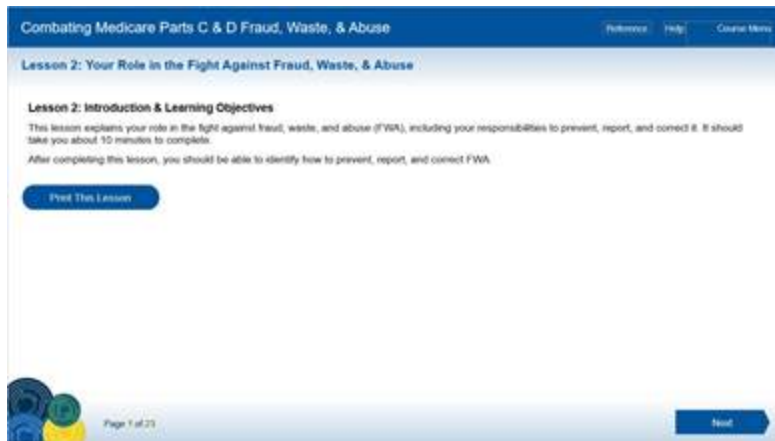 Combating Medicare Parts C & D Fraud, Waste, & Abuse
Reference Help Course Menu
Lesson 2: Your Role in the Fight Against Fraud, Waste, & Abuse
Lesson 2: Introduction & Learning Objectives
This lesson explains your role in the fight against fraud, waste, and abuse (FWA), including your responsibilities to prevent, report, and correct it. It should
take you about 10 minutes to complete.
After completing this lesson, you should be able to identify how to prevent, report, and correct FWA.
Print This Lesson
Page 1 of 23
Next